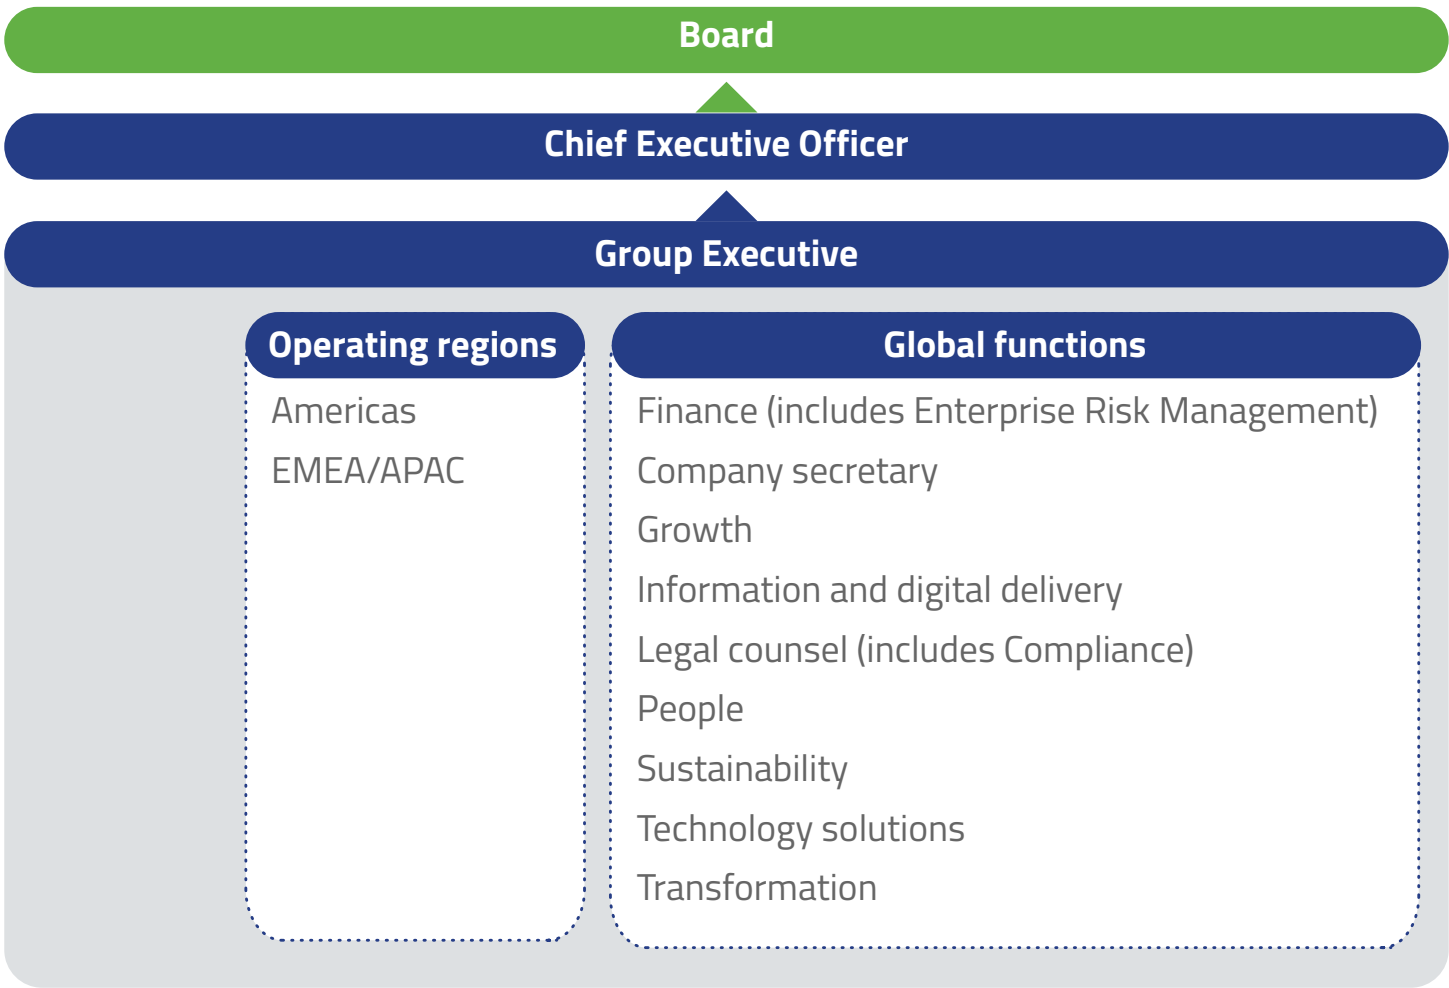 Board
Chief Executive Officer
Group Executive
Operating regions
Americas
EMEA/APAC
Global functions
Finance (includes Enterprise Risk Management)
Company secretary
Growth
Information and digital delivery
Legal counsel (includes Compliance)
People
Sustainability
Technology solutions
Transformation